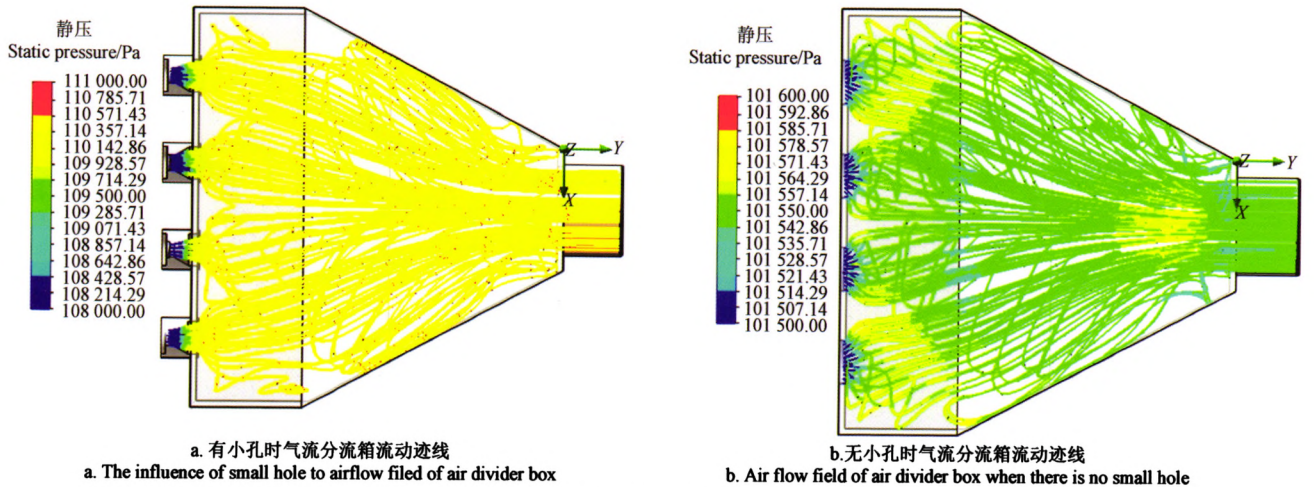 静压
Static pressure/Pa
111 000.00
110 785.71
110 571.43
110 357.14
110 142.86
109 928.57
109 714.29
109 500.00
109 285.71
109 071.43
108 857.14
108 642.86
108 428.57
108 214.29
108 000.00
Z
Y
X
a. 有小孔时气流分流箱流动迹线
a. The influence of small hole to airflow filed of air divider box
静压
Static pressure/Pa
101 600.00
101 592.86
101 585.71
101 578.57
101 571.43
101 564.29
101 557.14
101 550.00
101 542.86
101 535.71
101 528.57
101 521.43
101 514.29
101 507.14
101 500.00
Z
Y
X
b.无小孔时气流分流箱流动迹线
b. Air flow field of air divider box when there is no small hole